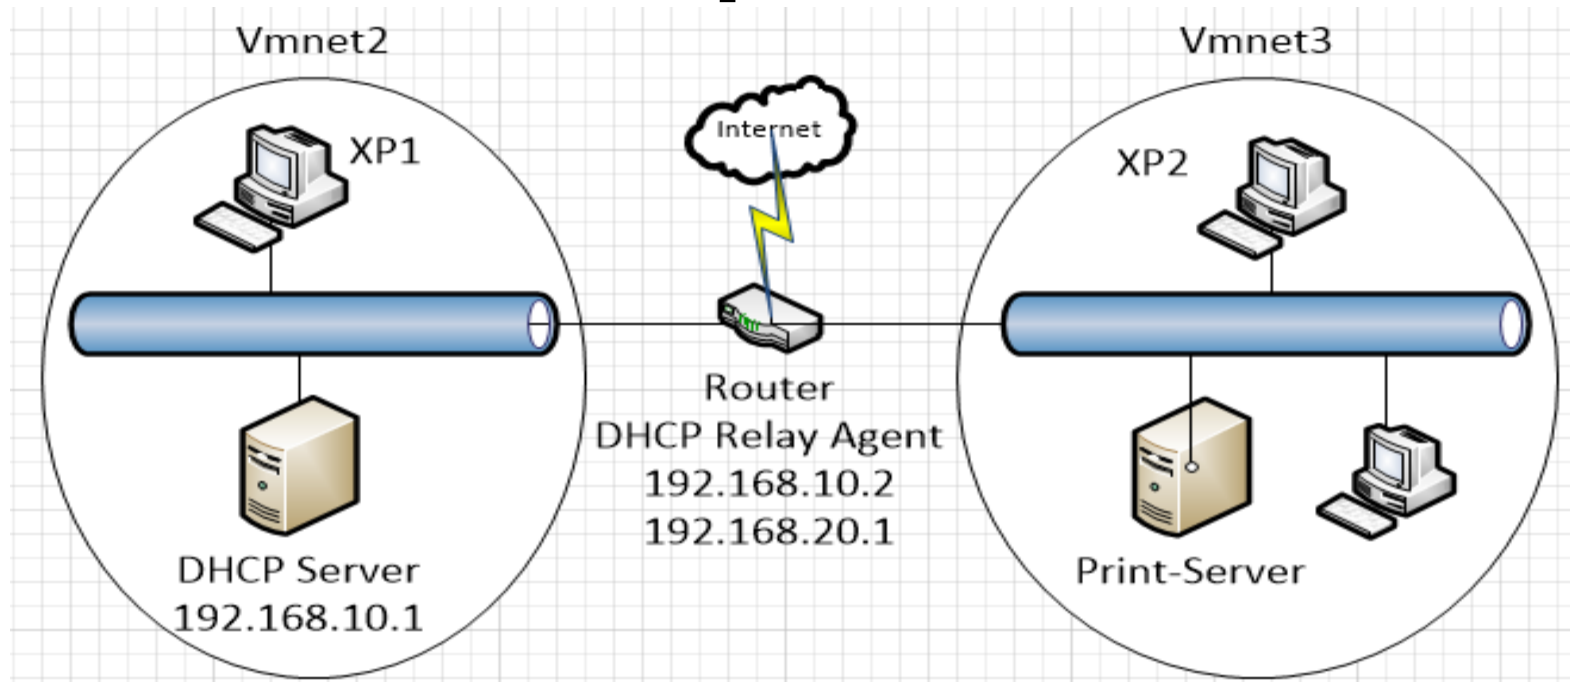 Vmnet2
XP1
DHCP Server
192.168.10.1
Internet
Router
DHCP Relay Agent
192.168.10.2
192.168.20.1
Vmnet3
XP2
Print-Server